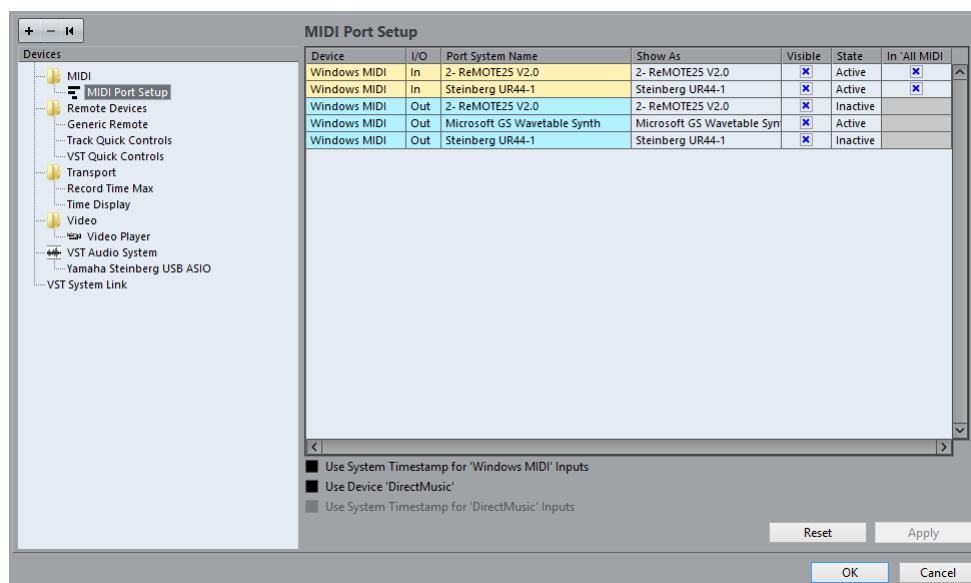 MIDI Port Setup
Devices
MIDI
MIDI Port Setup
Remote Devices
Generic Remote
Track Quick Controls
VST Quick Controls
Transport
Record Time Max
Time Display
Video
Video Player
VST Audio System
Yamaha Steinberg USB ASIO
VST System Link
Device I/O Port System Name Show As Visible State In 'All MIDI
Windows MIDI In 2- ReMOTE25 V2.0 2- ReMOTE25 V2.0 Active
Windows MIDI In Steinberg UR44-1 Steinberg UR44-1 Active
Windows MIDI Out 2- ReMOTE25 V2.0 2- ReMOTE25 V2.0 Inactive
Windows MIDI Out Microsoft GS Wavetable Synth Microsoft GS Wavetable Syn Active
Windows MIDI Out Steinberg UR44-1 Steinberg UR44-1 Inactive
Use System Timestamp for 'Windows MIDI' Inputs
Use Device 'DirectMusic'
Use System Timestamp for 'DirectMusic' Inputs
Reset Apply
OK Cancel